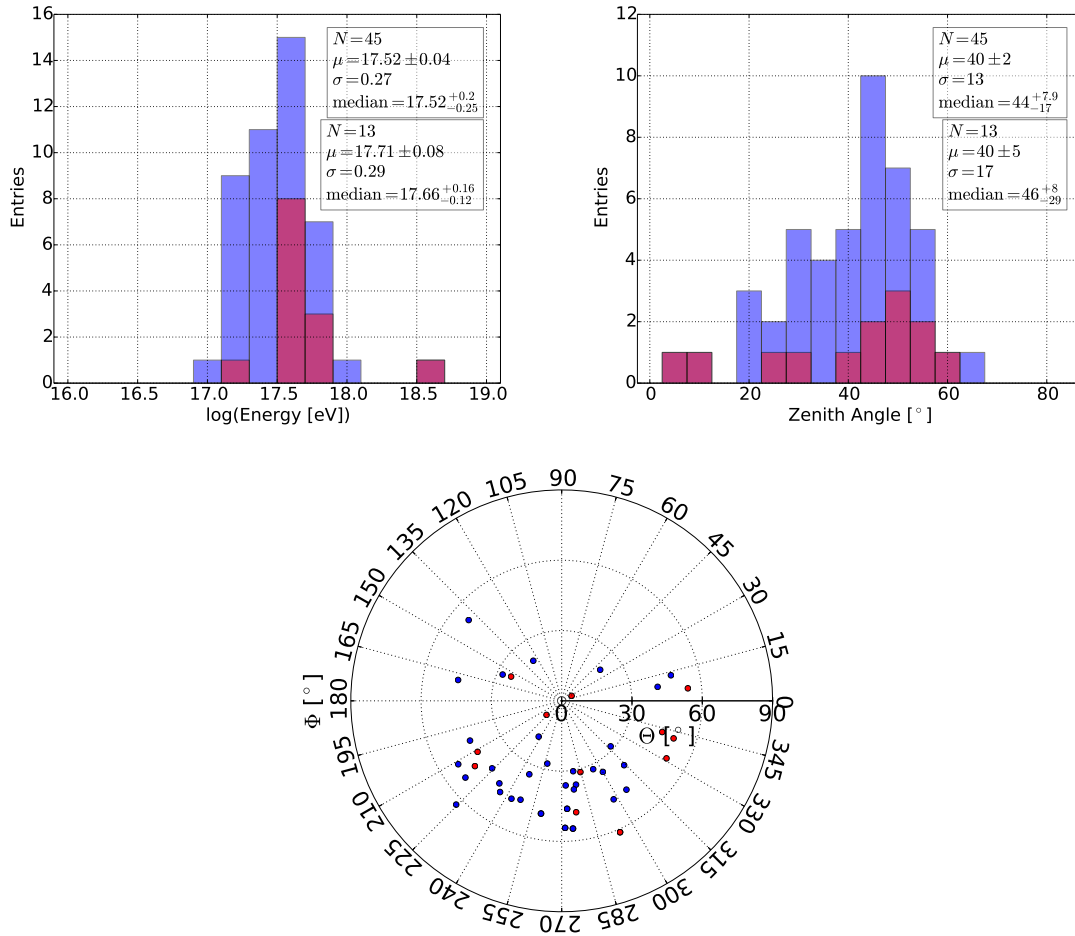 16
14
12
10
8
6
4
2
0
Entries
N=45
μ=17.52±0.04
σ=0.27
median=17.52+0.2−0.25
N=13
μ=17.71±0.08
σ=0.29
median=17.66+0.16−0.12
16.0 16.5 17.0 17.5 18.0 18.5 19.0
log(Energy [eV])
12
10
8
6
4
2
0
Entries
N=45
μ=40±2
σ=13
median=44+7.9−17
N=13
μ=40±5
σ=17
median=46+8−29
0 20 40 60 80
Zenith Angle [°]
90
105 75
120 60
135 45
150 30
165 15
Φ [°]
180 0 30 60 90 0
Θ [°]
195 345
210 330
225 315
240 300
255 285
270